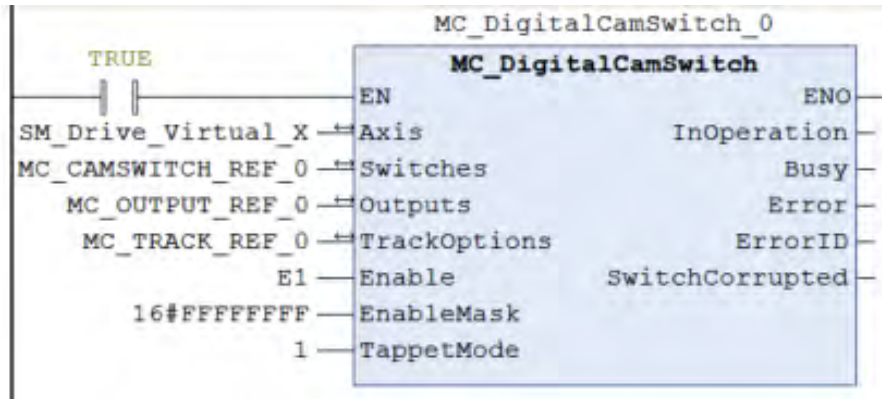 MC_DigitalCamSwitch_0
TRUE
MC_DigitalCamSwitch
EN ENO
SM_Drive_Virtual_X Axis InOperation
MC_CAMSWITCH_REF_0 Switches Busy
MC_OUTPUT_REF_0 Outputs Error
MC_TRACK_REF_0 TrackOptions ErrorID
E1 Enable SwitchCorrupted
16#FFFFFFFF EnableMask
1 TappetMode